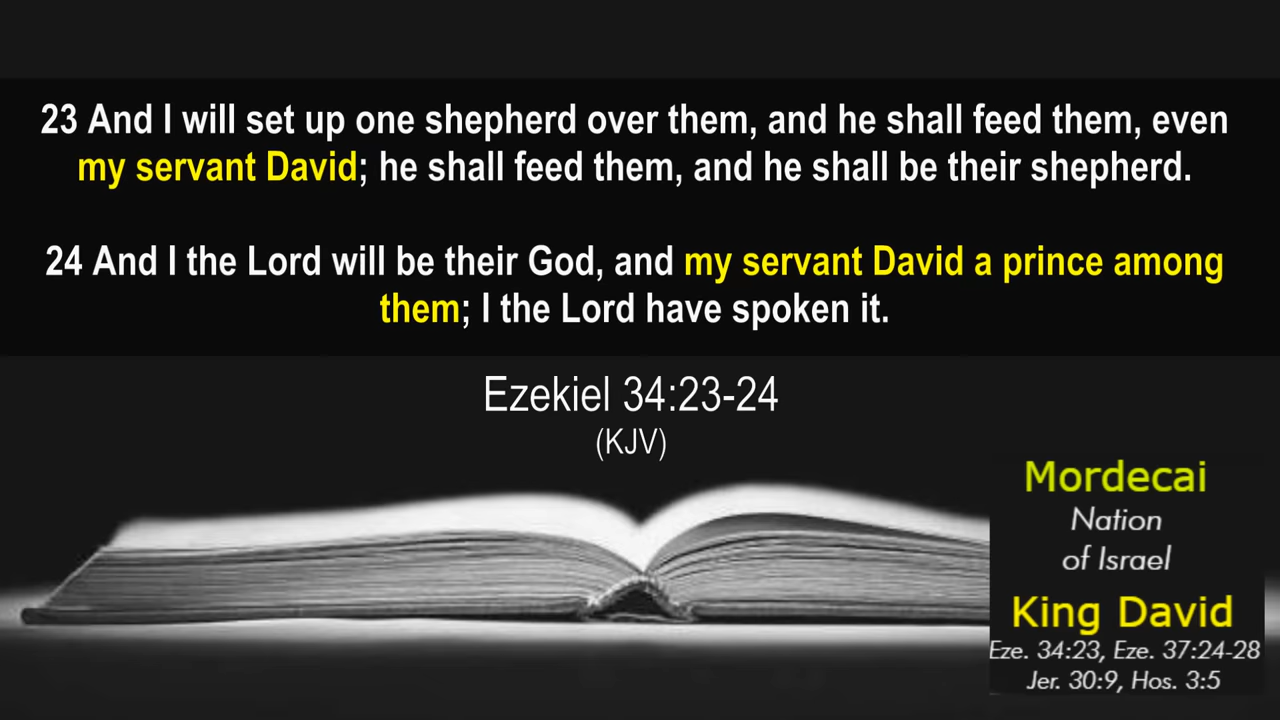 23 And I will set up one shepherd over them, and he shall feed them, even
my servant David; he shall feed them, and he shall be their shepherd.
24 And I the Lord will be their God, and my servant David a prince among
them; I the Lord have spoken it.
Ezekiel 34:23-24
(KJV)
Mordecai
Nation
of Israel
King David
Eze. 34:23, Eze. 37:24-28
Jer. 30:9, Hos. 3:5